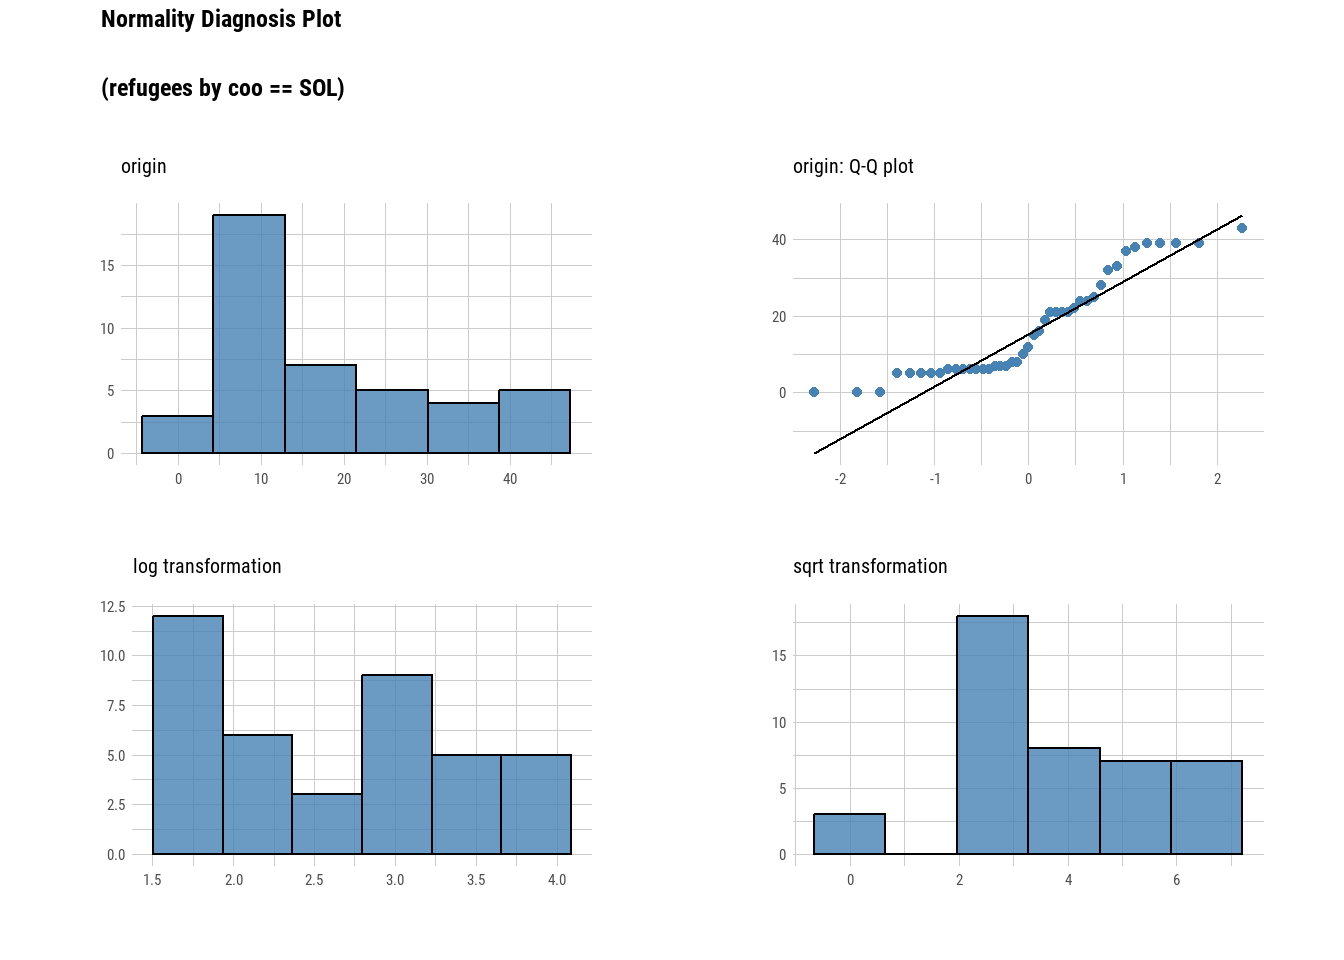 Normality Diagnosis Plot
(refugees by coo == SOL)
origin
15
10
5
0
0 10 20 30 40
origin: Q-Q plot
40
20
0
-2 -1 0 1 2
log transformation
12.5
10.0
7.5
5.0
2.5
0.0
1.5 2.0 2.5 3.0 3.5 4.0
sqrt transformation
15
10
5
0
0 2 4 6